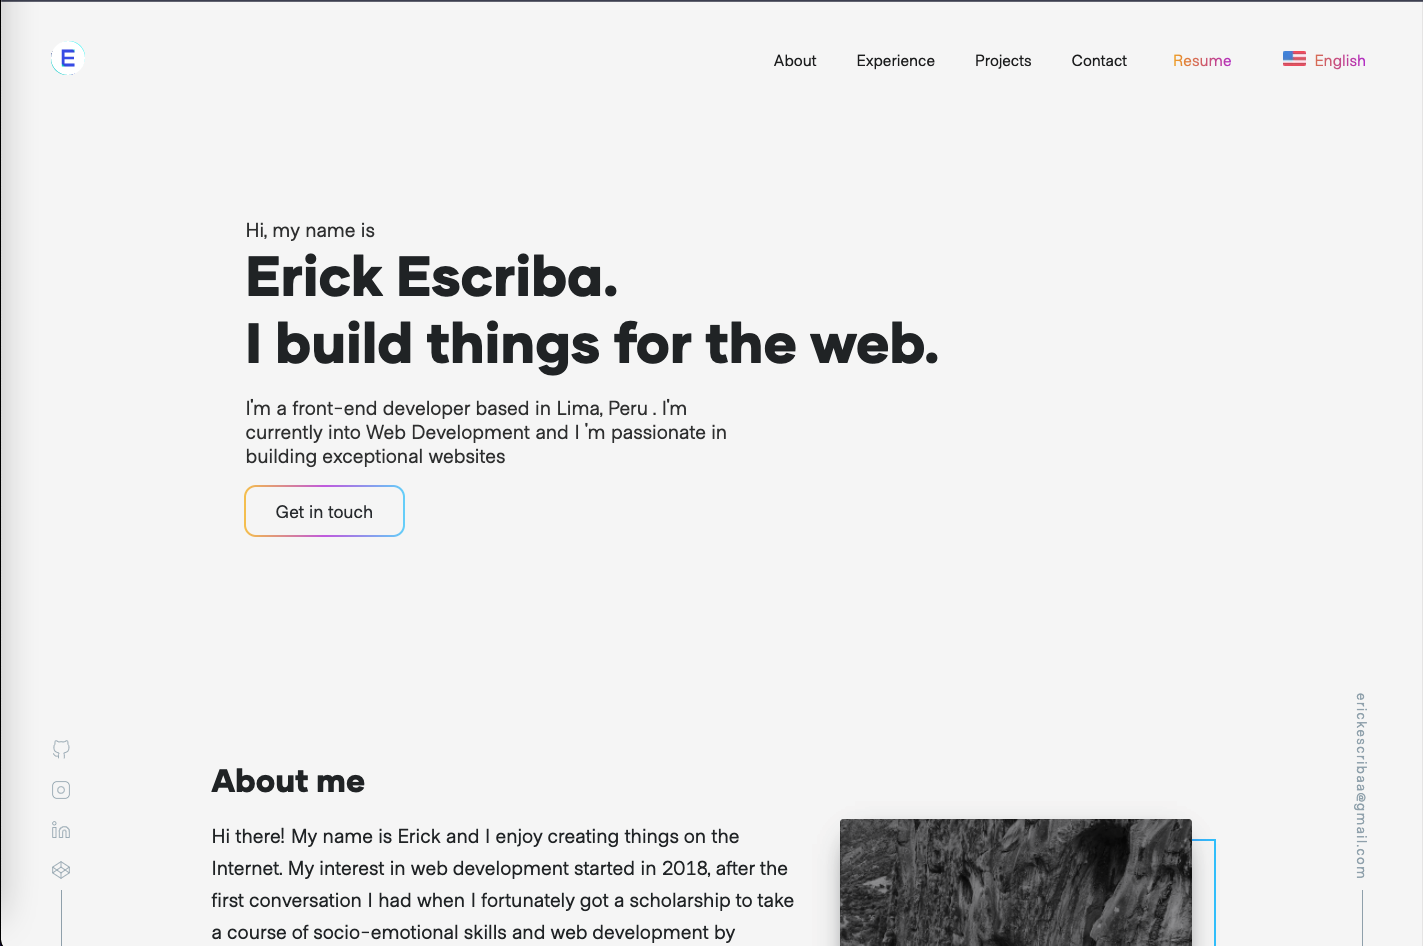 E
About Experience Projects Contact Resume English
Hi, my name is
Erick Escriba.
I build things for the web.
I'm a front-end developer based in Lima, Peru . I'm
currently into Web Development and I 'm passionate in
building exceptional websites
Get in touch
erickescribaa@gmail.com
About me
Hi there! My name is Erick and I enjoy creating things on the
Internet. My interest in web development started in 2018, after the
first conversation I had when I fortunately got a scholarship to take
a course of socio-emotional skills and web development by